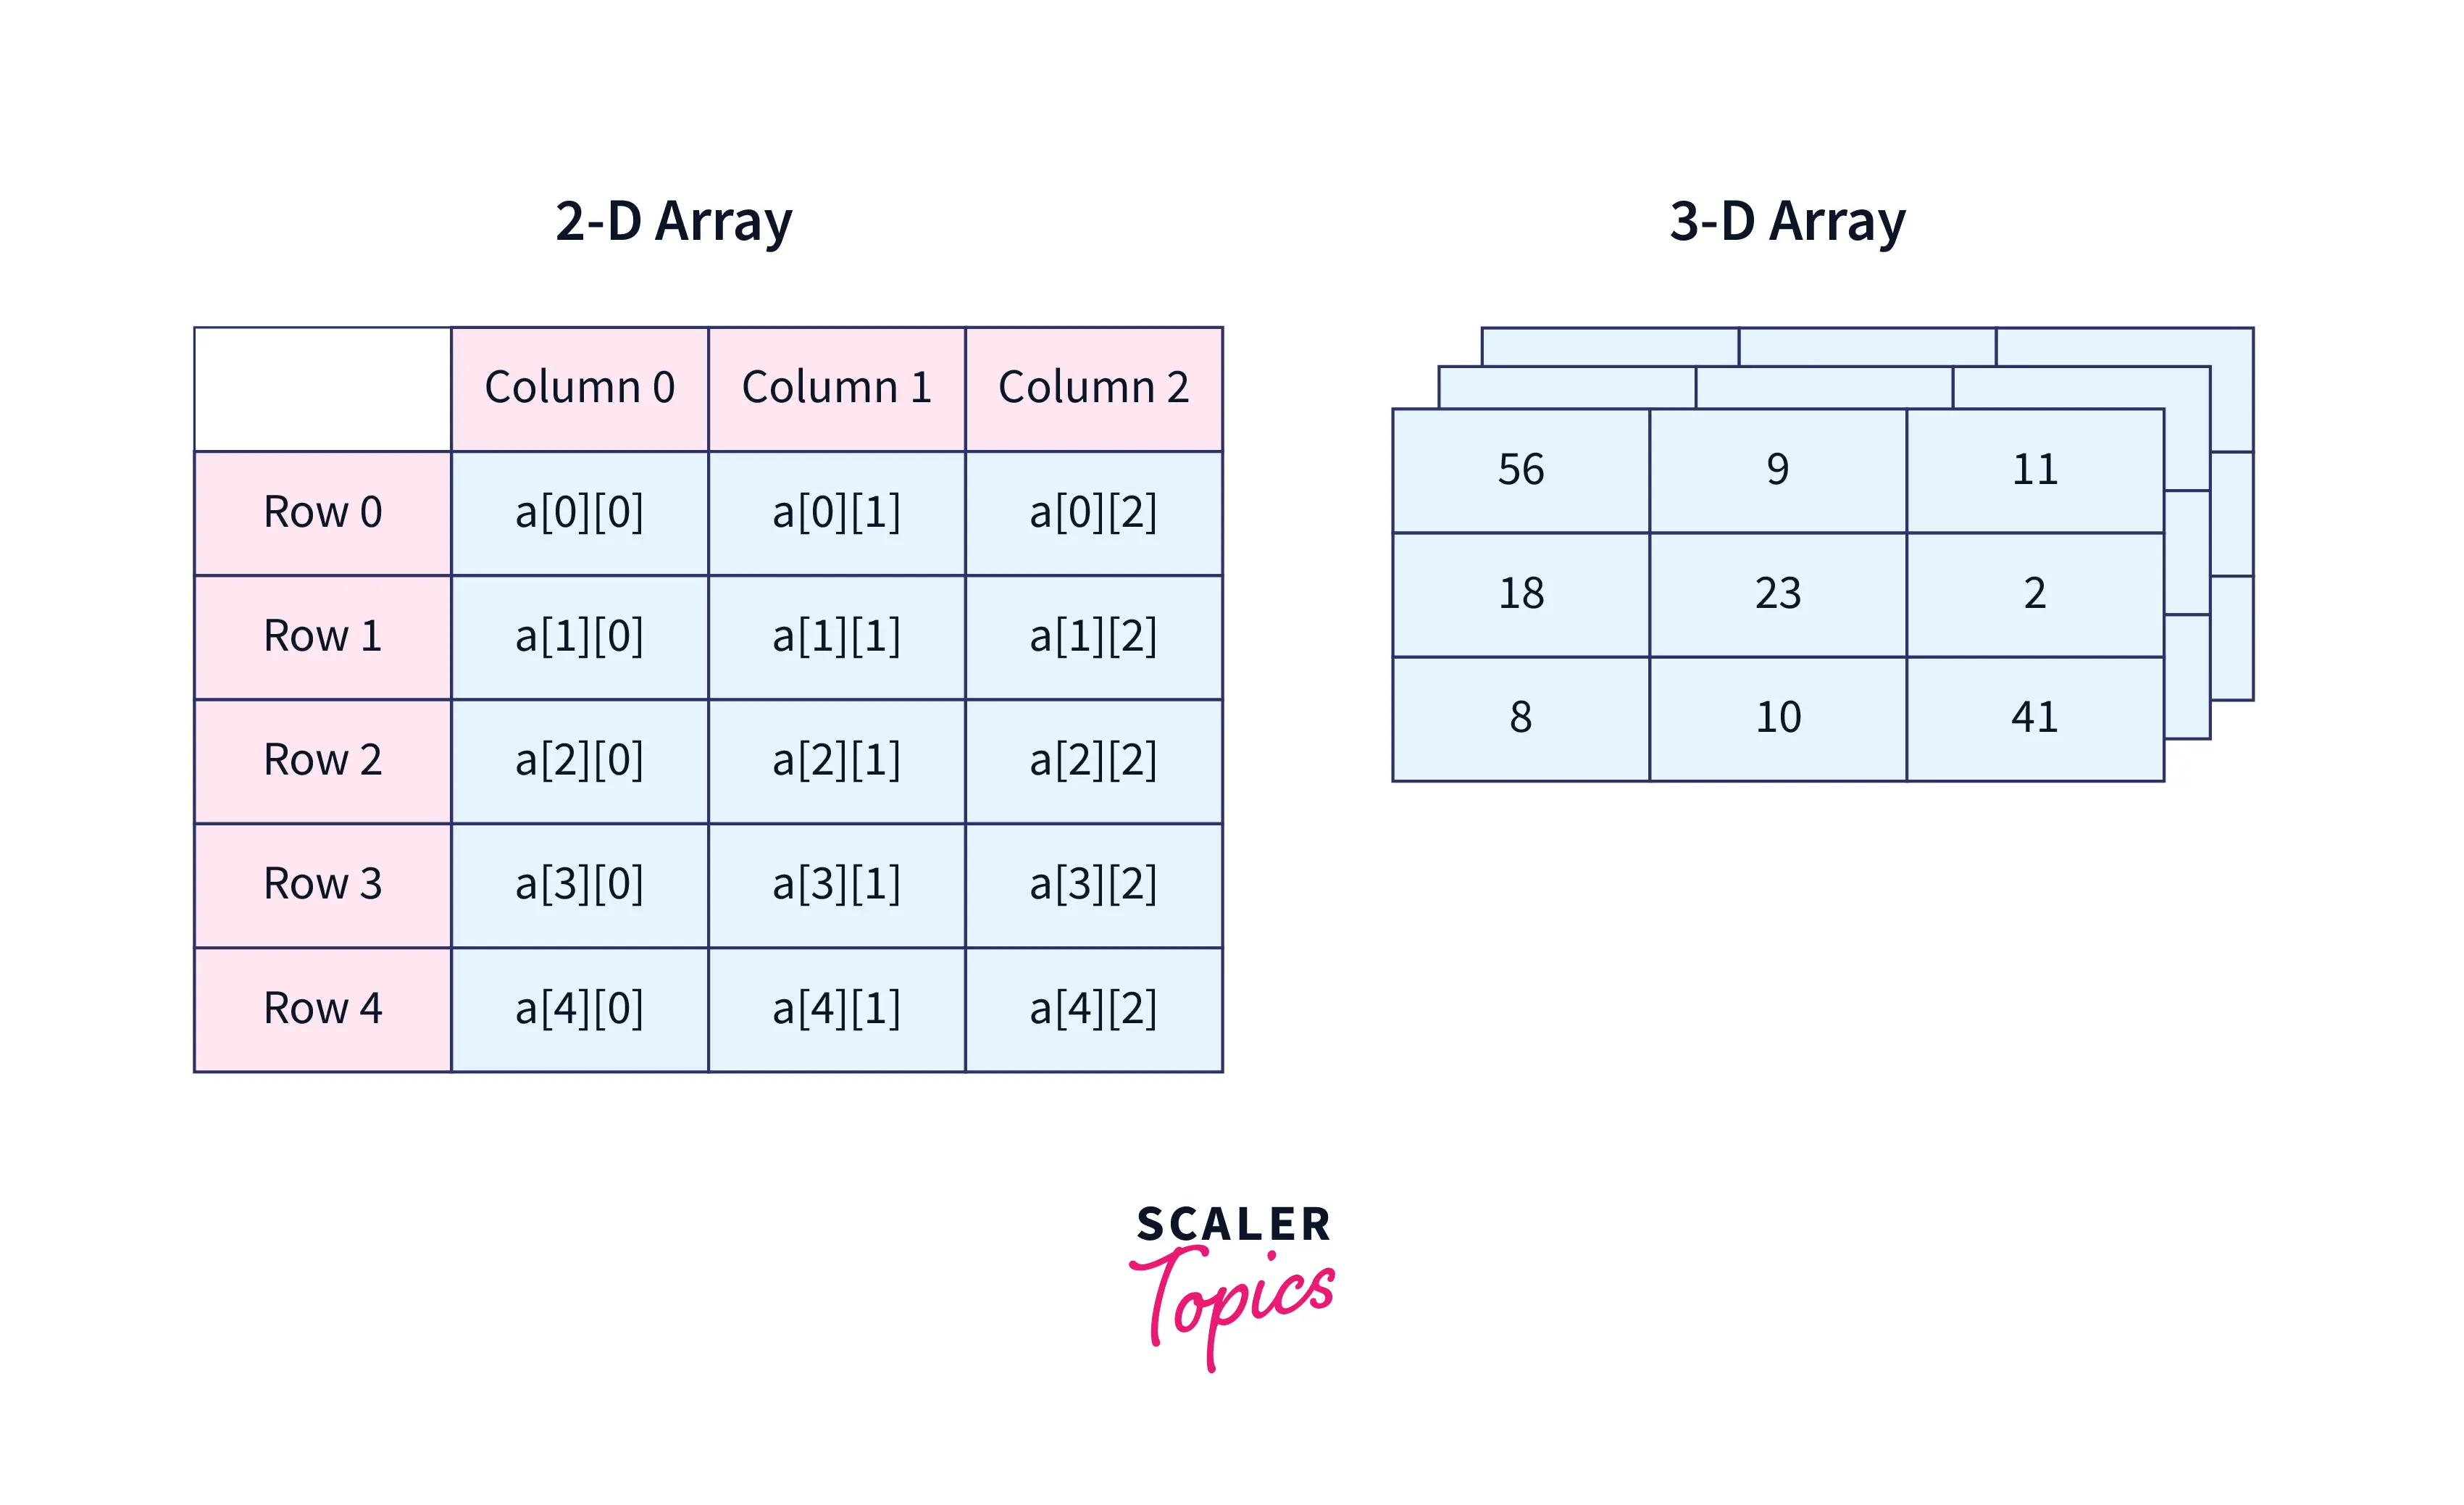 2-D Array
3-D Array
Column 0 Column 1 Column 2
Row 0 a[0][0] a[0][1] a[0][2]
Row 1 a[1][0] a[1][1] a[1][2]
Row 2 a[2][0] a[2][1] a[2][2]
Row 3 a[3][0] a[3][1] a[3][2]
Row 4 a[4][0] a[4][1] a[4][2]
56 9 11
18 23 2
8 10 41
SCALER
Topics